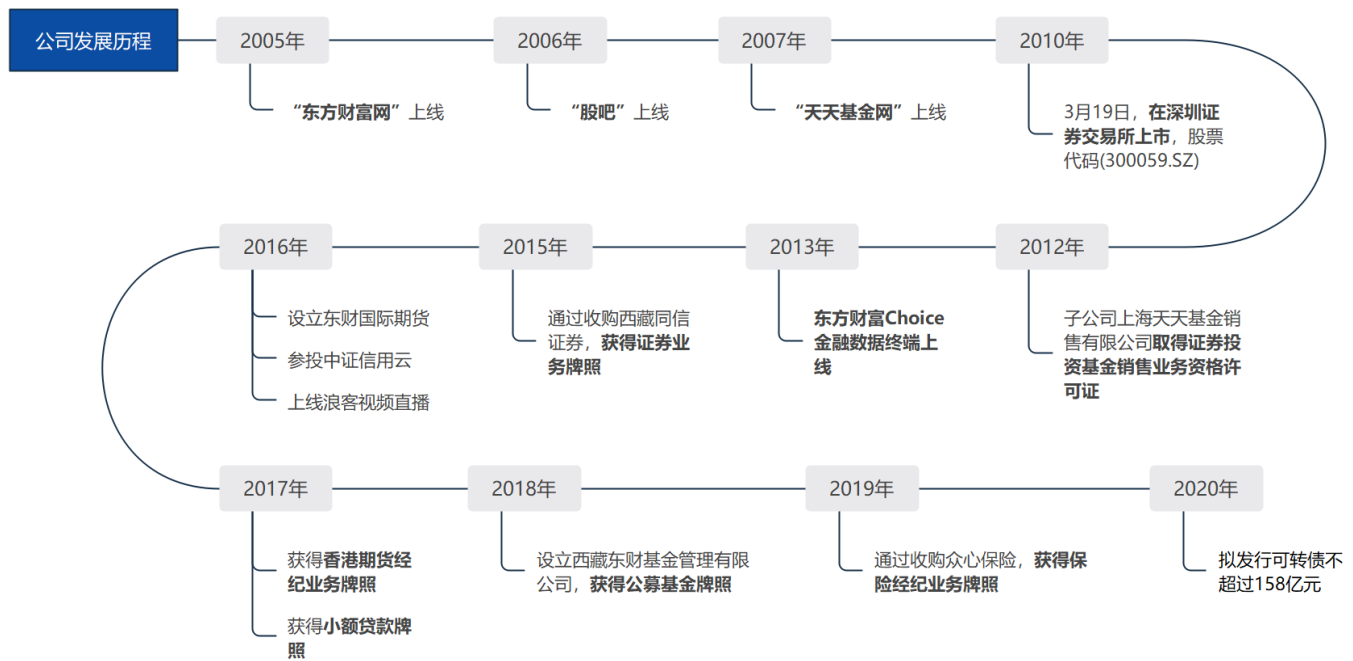 公司发展历程
2005年
2006年
2007年
2010年
“东方财富网”上线
“股吧”上线
“天天基金网”上线
3月19日，在深圳证
券交易所上市，股票
代码(300059.SZ)
2016年
2015年
2013年
2012年
设立东财国际期货
参投中证信用云
上线浪客视频直播
通过收购西藏同信
证券，获得证券业
务牌照
东方财富Choice
金融数据终端上
线
子公司上海天天基金销
售有限公司取得证券投
资基金销售业务资格许
可证
2017年
2018年
2019年
2020年
获得香港期货经
纪业务牌照
获得小额贷款牌
照
设立西藏东财基金管理有限
公司，获得公募基金牌照
通过收购众心保险，获得保
险经纪业务牌照
拟发行可转债不
超过158亿元